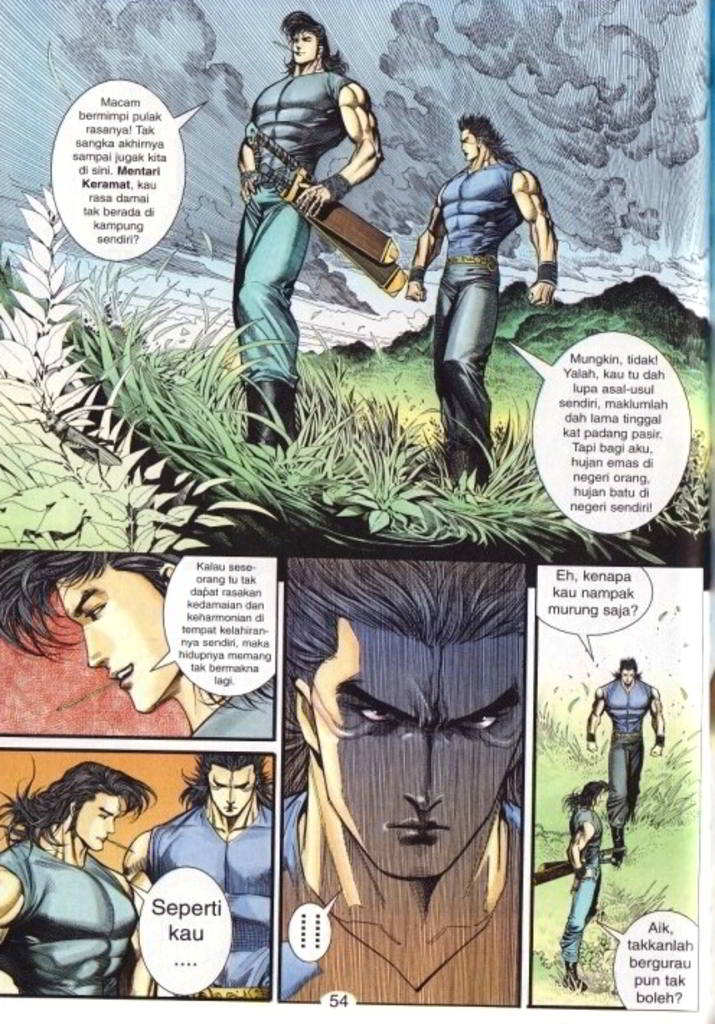 Macam
bermimpi pulak
rasanya! Tak
sangka akhirnya
sampai jugak kita
di sini. Mentari
Keramat, kau
rasa damai
tak berada di
kampung
sendiri?
Mungkin, tidak!
Yalah, kau tu dah
lupa asal-usul
sendiri, maklumlah
dah lama tinggal
kat padang pasir.
Tapi bagi aku,
hujan emas di
negeri orang,
hujan batu di
negeri sendiri!
Kalau sese-
orang tu tak
dapat rasakan
kedamaian dan
keharmonian di
tempat kelahiran-
nya sendiri, maka
hidupnya memang
tak bermakna
lagi.
Seperti
kau
....
Eh, kenapa
kau nampak
murung saja?
Aik,
takkanlah
bergurau
pun tak
boleh?
54